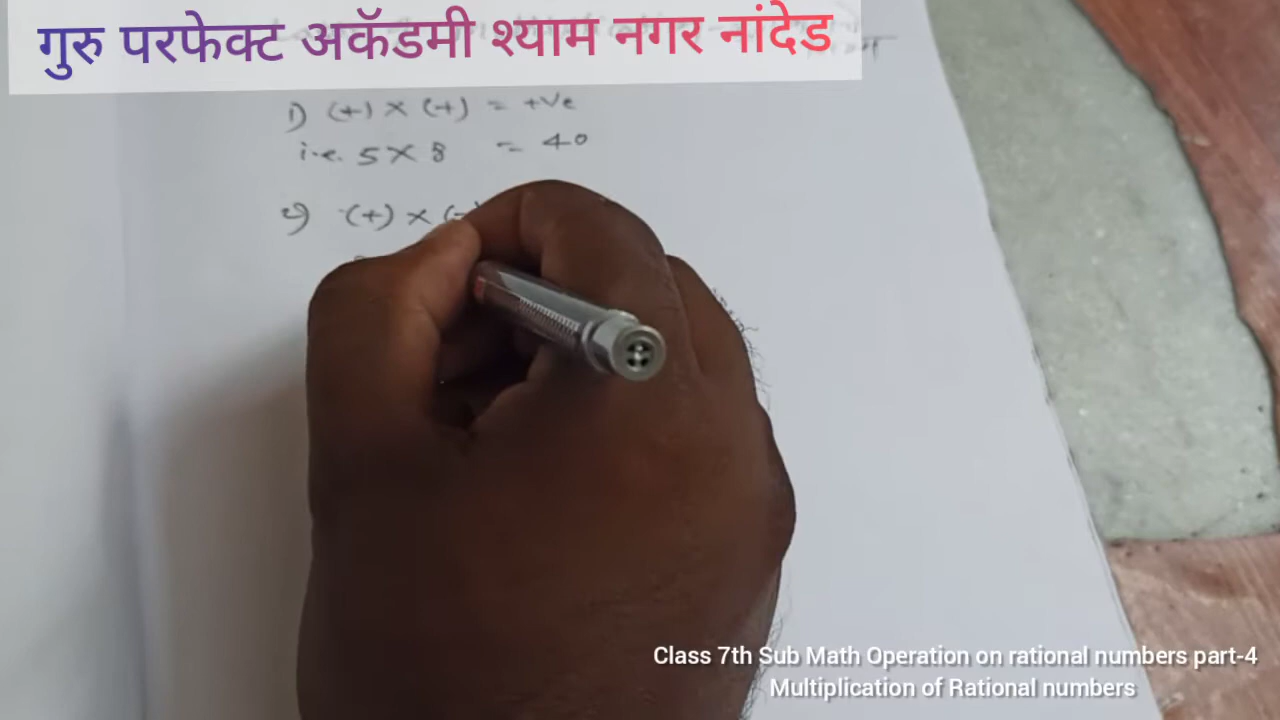 गुरु परफेक्ट अकॅडमी श्याम नगर नांदेड
1) (+) × (+) = +Ve
i.e. 5 × 8 = 40
2) (+) × (-)
Class 7th Sub Math Operation on rational numbers part-4
Multiplication of Rational numbers